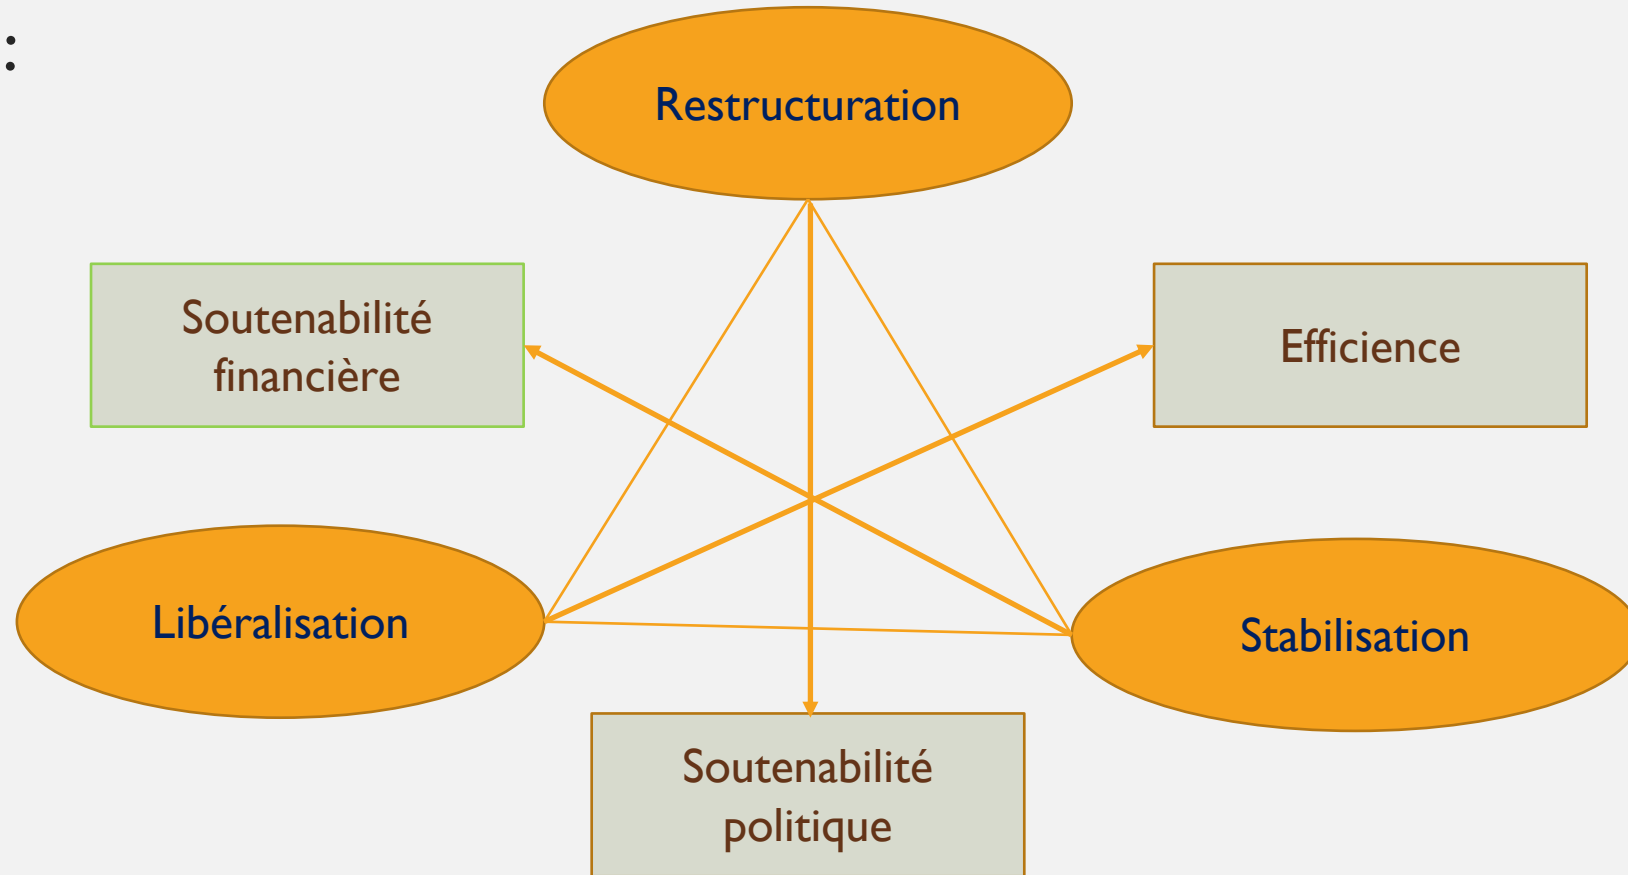 :
Restructuration
Soutenabilité
financière
Efficience
Libéralisation
Stabilisation
Soutenabilité
politique